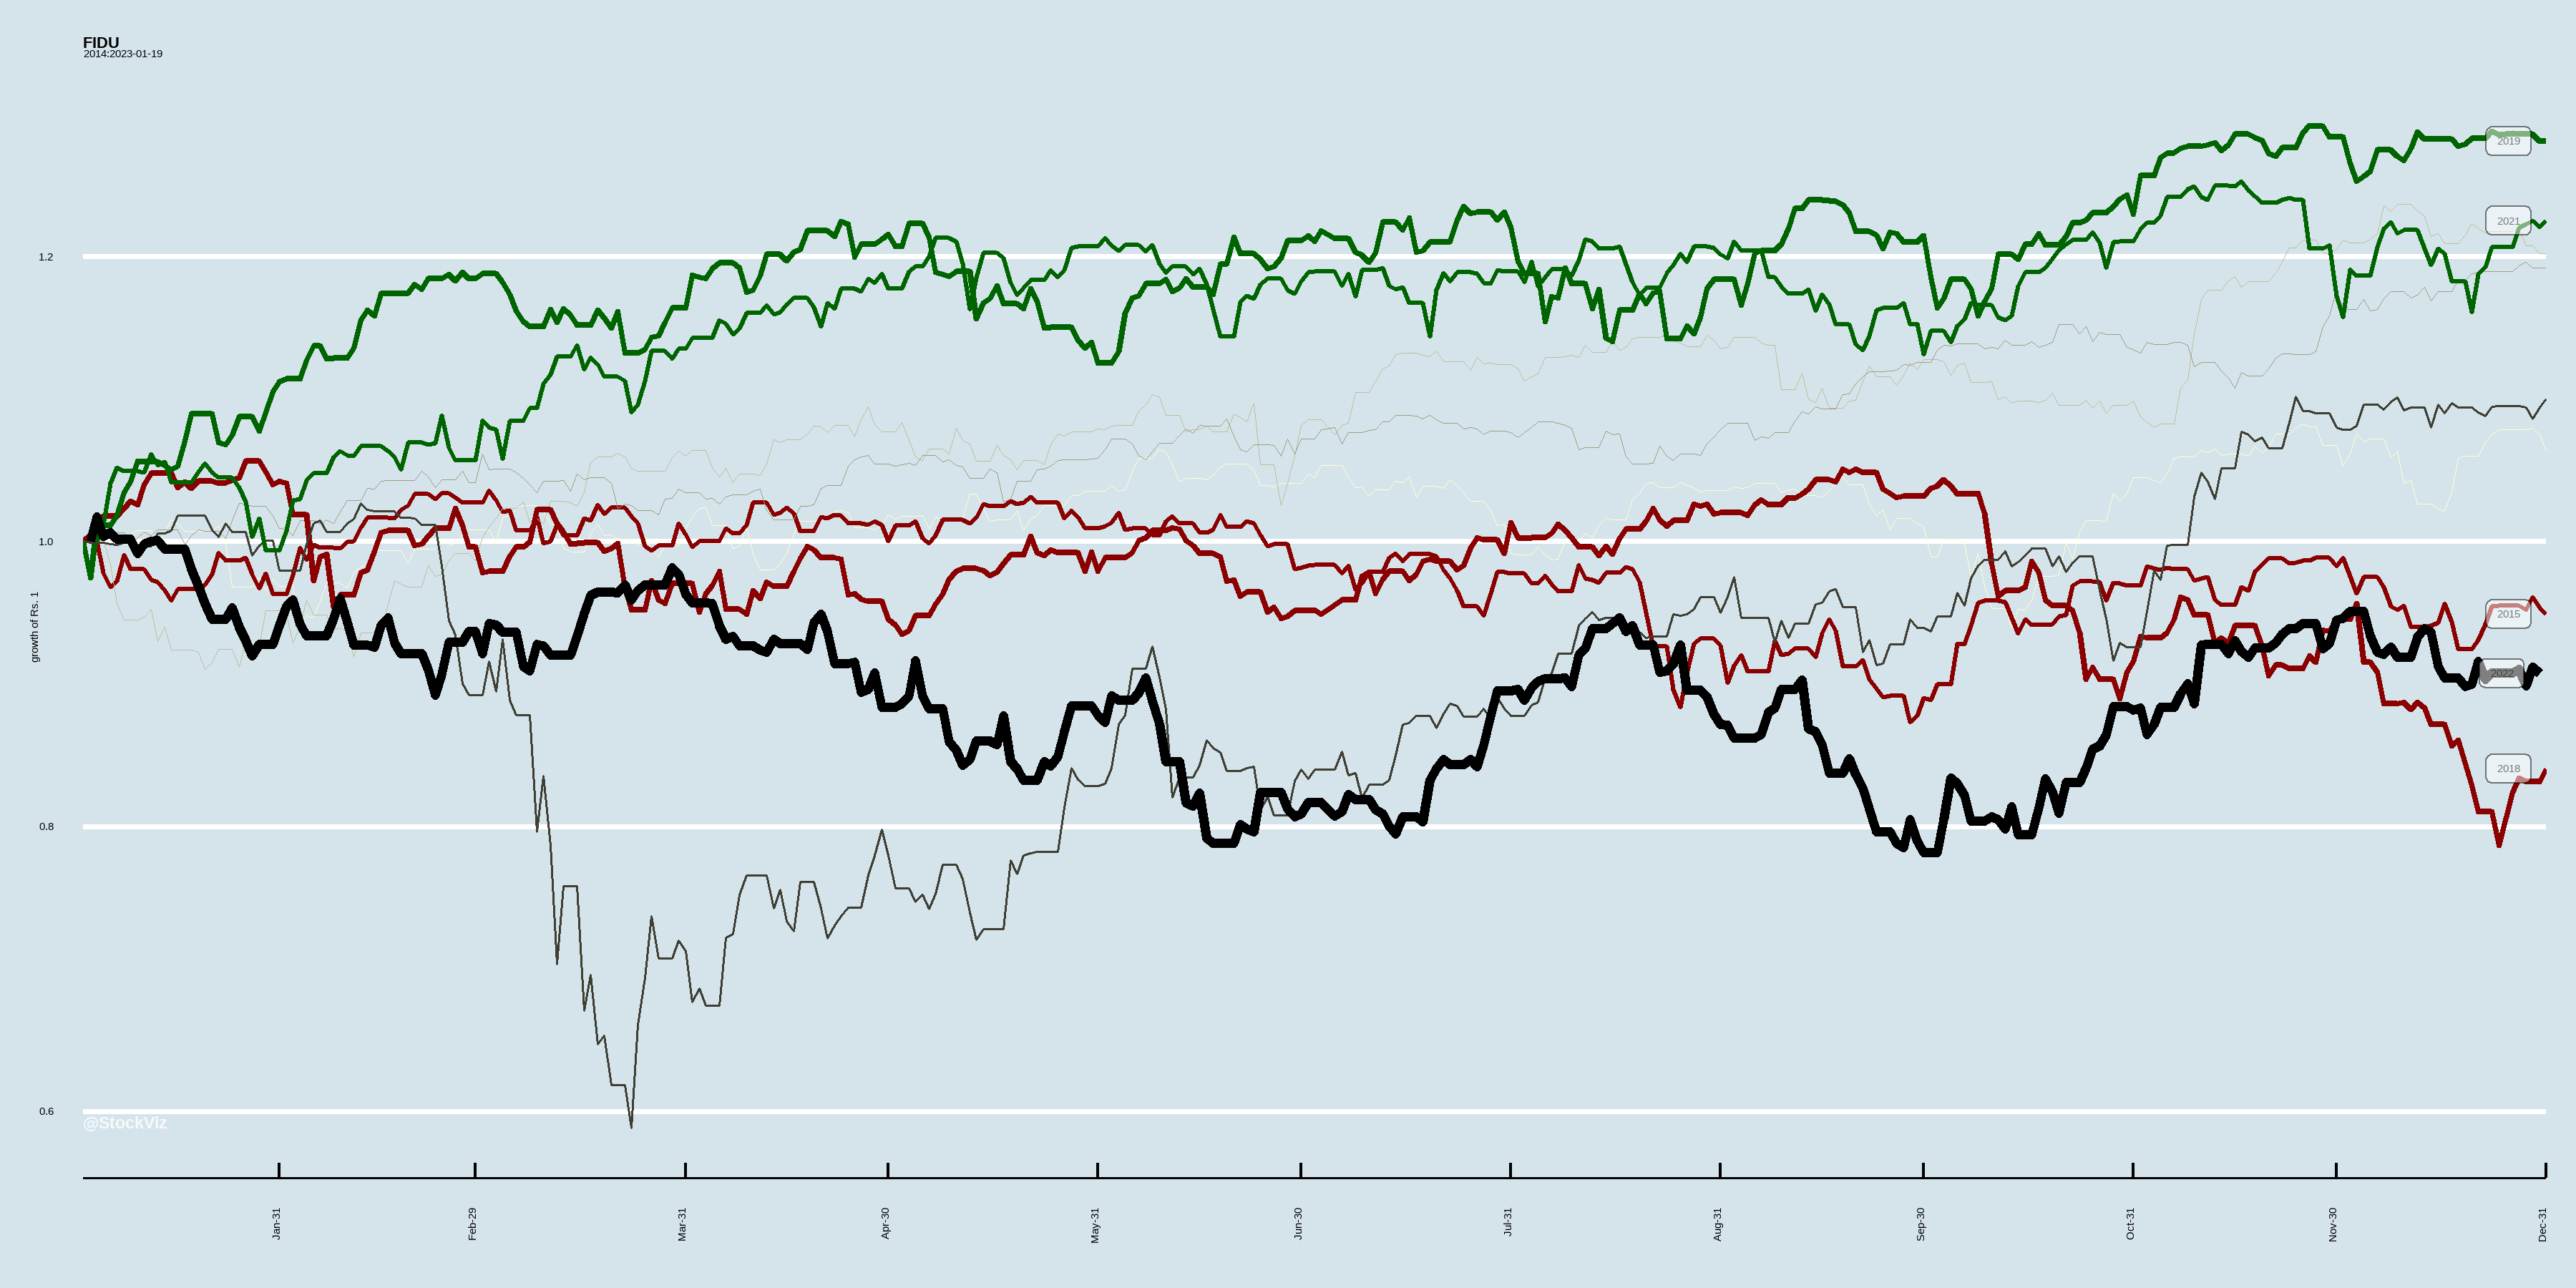 FIDU
2014:2023-01-19
2019
2021
1.2
1.0
growth of Rs. 1
2015
2022
2018
0.8
0.6
@StockViz
Jan-31
Feb-29
Mar-31
Apr-30
May-31
Jun-30
Jul-31
Aug-31
Sep-30
Oct-31
Nov-30
Dec-31